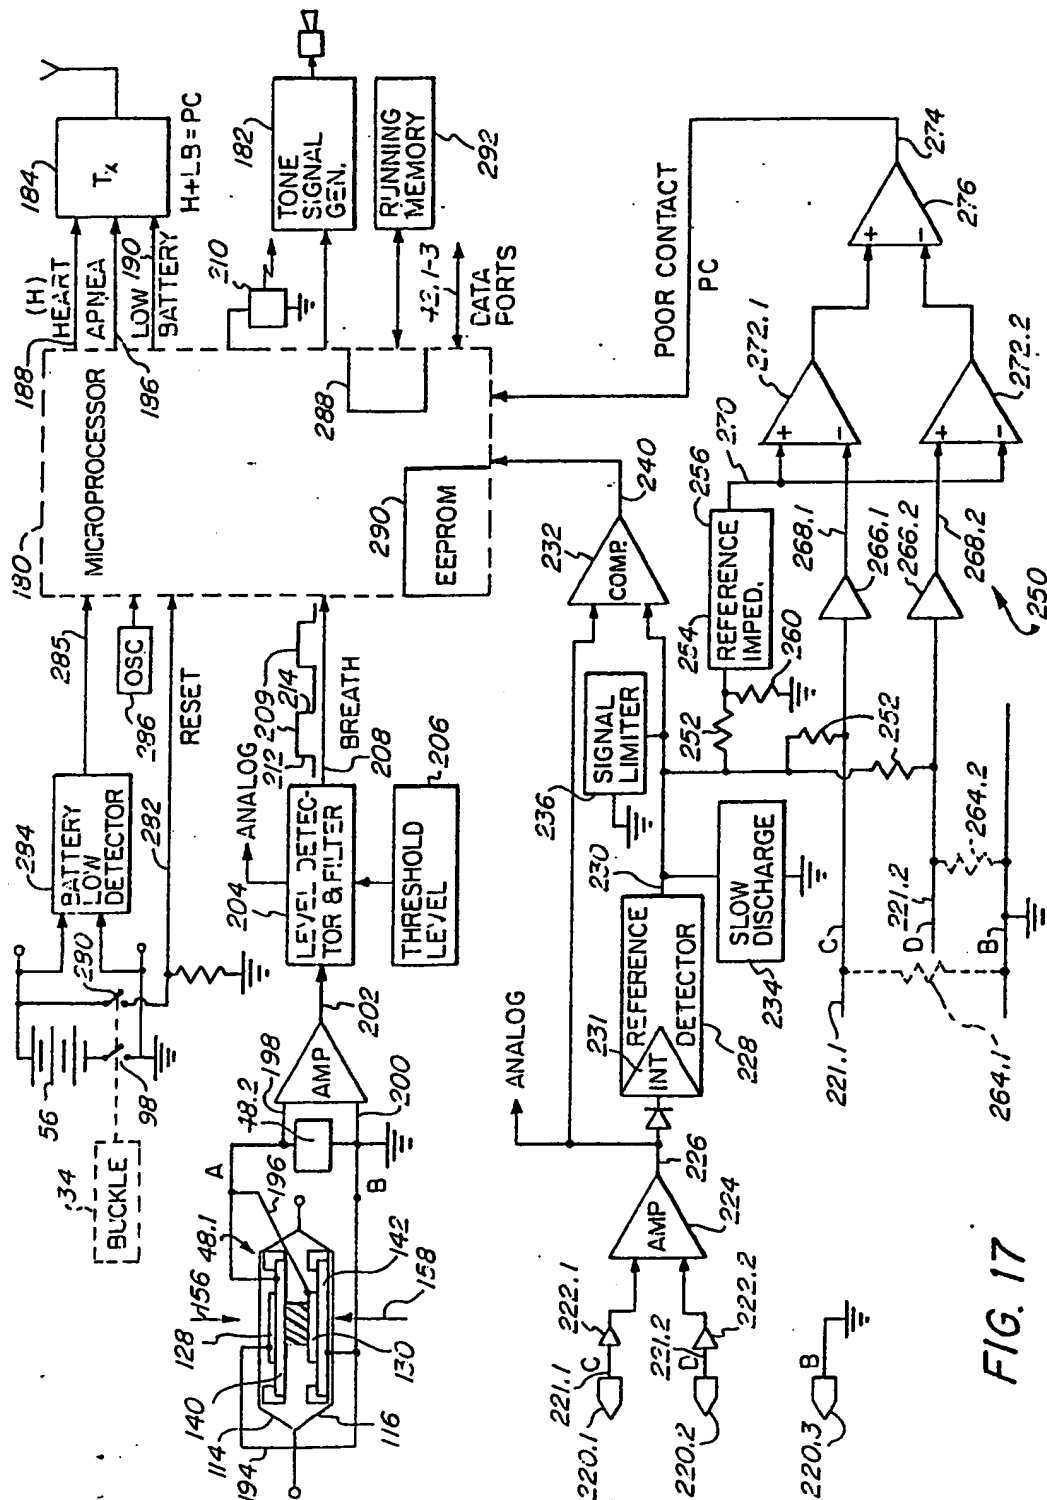 180
MICROPROCESSOR
188
(H)
HEART
APNEA
186
LOW
190
BATTERY
184
Tx
H+LB=PC
210
182
TONE
SIGNAL
GEN.
RUNNING
MEMORY
292
42.1-3
DATA
PORTS
288
290
EEPROM
285
OSC
286
RESET
284
BATTERY
LOW
DETECTOR
282
280
56
98
34
BUCKLE
ANALOG
204
LEVEL DETEC-
TOR & FILTER
212
209
214
BREATH
208
THRESHOLD
LEVEL
206
202
AMP
198
48.2
200
A
B
196
48.1
142
156
158
128
130
140
114
116
194
POOR CONTACT
PC
274
276
272.1
272.2
+
-
+
-
+
-
270
256
254
REFERENCE
IMPED.
260
252
252
252
268.1
266.1
266.2
268.2
250
240
232
COMP.
SIGNAL
LIMITER
236
230
SLOW
DISCHARGE
234
REFERENCE
DETECTOR
231
INT
228
ANALOG
226
AMP
224
222.1
222.2
221.1
C
221.2
D
B
220.1
220.2
220.3
C
221.1
D
221.2
B
264.2
264.1
FIG. 17